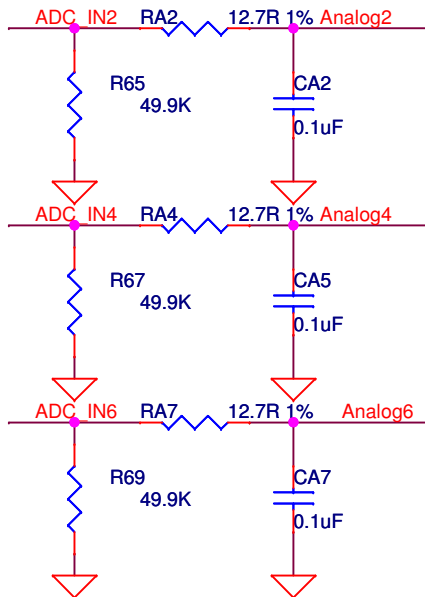 ADC_IN2 RA2 12.7R 1% Analog2
R65 CA2
49.9K
0.1uF
ADC_IN4 RA4 12.7R 1% Analog4
R67 CA5
49.9K
0.1uF
ADC_IN6 RA7 12.7R 1% Analog6
R69 CA7
49.9K
0.1uF